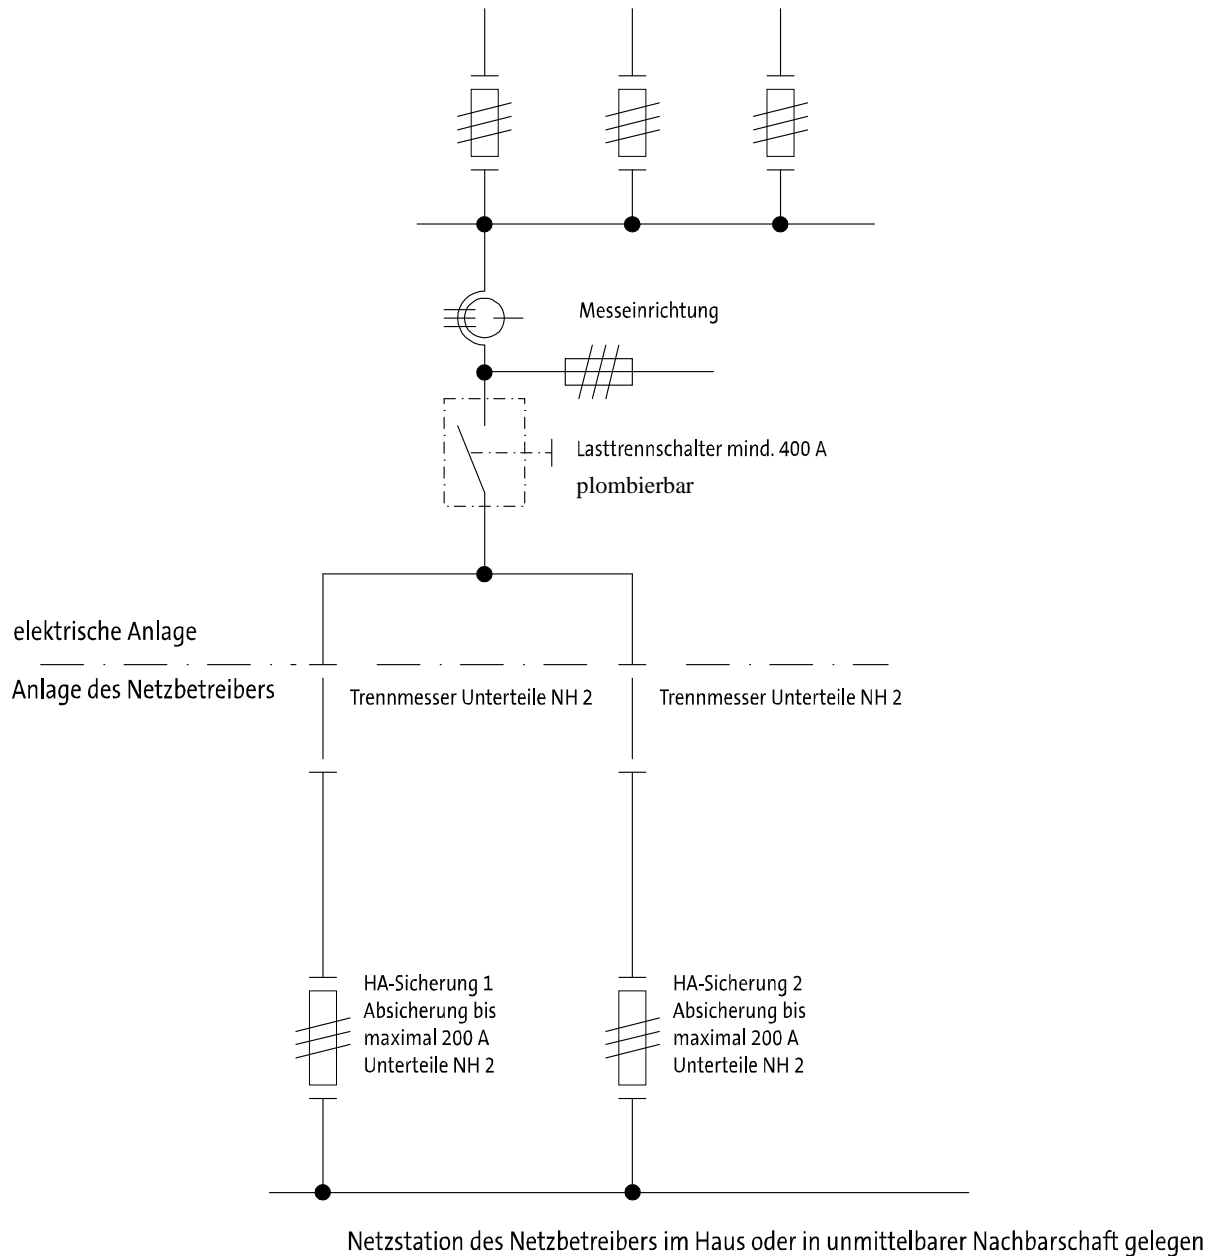 Messeinrichtung
Lasttrennschalter mind. 400 A
plombierbar
elektrische Anlage
Anlage des Netzbetreibers
Trennmesser Unterteile NH 2
Trennmesser Unterteile NH 2
HA-Sicherung 1
Absicherung bis
maximal 200 A
Unterteile NH 2
HA-Sicherung 2
Absicherung bis
maximal 200 A
Unterteile NH 2
Netzstation des Netzbetreibers im Haus oder in unmittelbarer Nachbarschaft gelegen